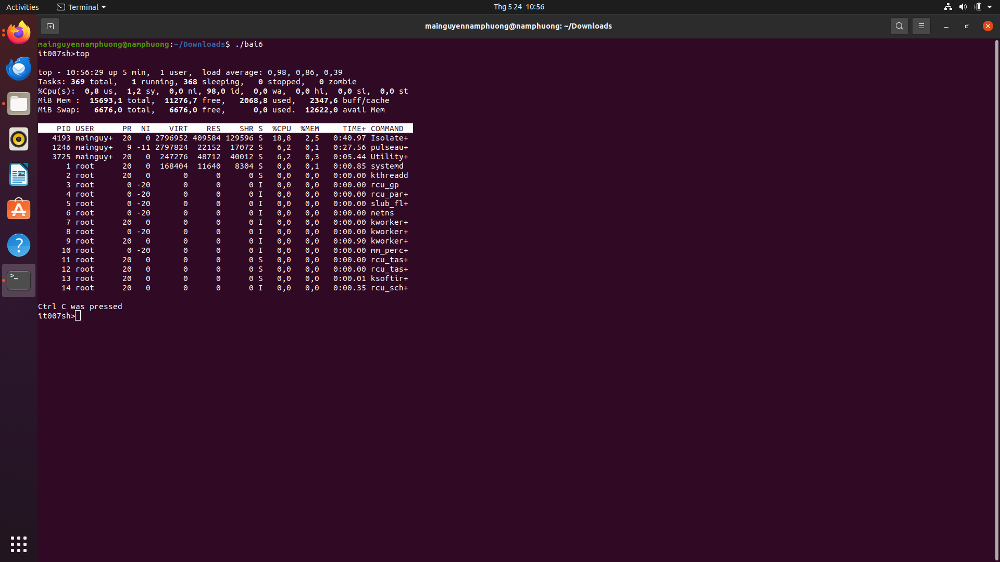 Activities
Terminal
Thg 5 24 10:56
mainguyennamphuong@namphuong: ~/Downloads
mainguyennamphuong@namphuong:~/Downloads$ ./bai6
it007sh>top
top - 10:56:29 up 5 min,  1 user,  load average: 0,98, 0,86, 0,39
Tasks: 369 total,   1 running, 368 sleeping,   0 stopped,   0 zombie
%Cpu(s):  0,8 us,  1,2 sy,  0,0 ni, 98,0 id,  0,0 wa,  0,0 hi,  0,0 si,  0,0 st
MiB Mem :  15693,1 total,  11276,7 free,   2068,8 used,   2347,6 buff/cache
MiB Swap:   6676,0 total,   6676,0 free,      0,0 used.  12622,0 avail Mem
PID USER      PR  NI    VIRT    RES    SHR S  %CPU  %MEM     TIME+ COMMAND
4193 mainguy+  20   0 2796952 409584 129596 S  18,8   2,5   0:40.97 Isolate+
1246 mainguy+   9 -11 2797824  22152  17072 S   6,2   0,1   0:27.56 pulseau+
3725 mainguy+  20   0  247276  48712  40012 S   6,2   0,3   0:05.44 Utility+
1 root      20   0  168404  11640   8304 S   0,0   0,1   0:00.85 systemd
2 root      20   0       0      0      0 S   0,0   0,0   0:00.00 kthreadd
3 root       0 -20       0      0      0 I   0,0   0,0   0:00.00 rcu_gp
4 root       0 -20       0      0      0 I   0,0   0,0   0:00.00 rcu_par+
5 root       0 -20       0      0      0 I   0,0   0,0   0:00.00 slub_fl+
6 root       0 -20       0      0      0 I   0,0   0,0   0:00.00 netns
7 root      20   0       0      0      0 I   0,0   0,0   0:00.00 kworker+
8 root       0 -20       0      0      0 I   0,0   0,0   0:00.00 kworker+
9 root      20   0       0      0      0 I   0,0   0,0   0:00.90 kworker+
10 root       0 -20       0      0      0 I   0,0   0,0   0:00.00 mm_perc+
11 root      20   0       0      0      0 S   0,0   0,0   0:00.00 rcu_tas+
12 root      20   0       0      0      0 S   0,0   0,0   0:00.00 rcu_tas+
13 root      20   0       0      0      0 S   0,0   0,0   0:00.01 ksoftir+
14 root      20   0       0      0      0 I   0,0   0,0   0:00.35 rcu_sch+
Ctrl C was pressed
it007sh>